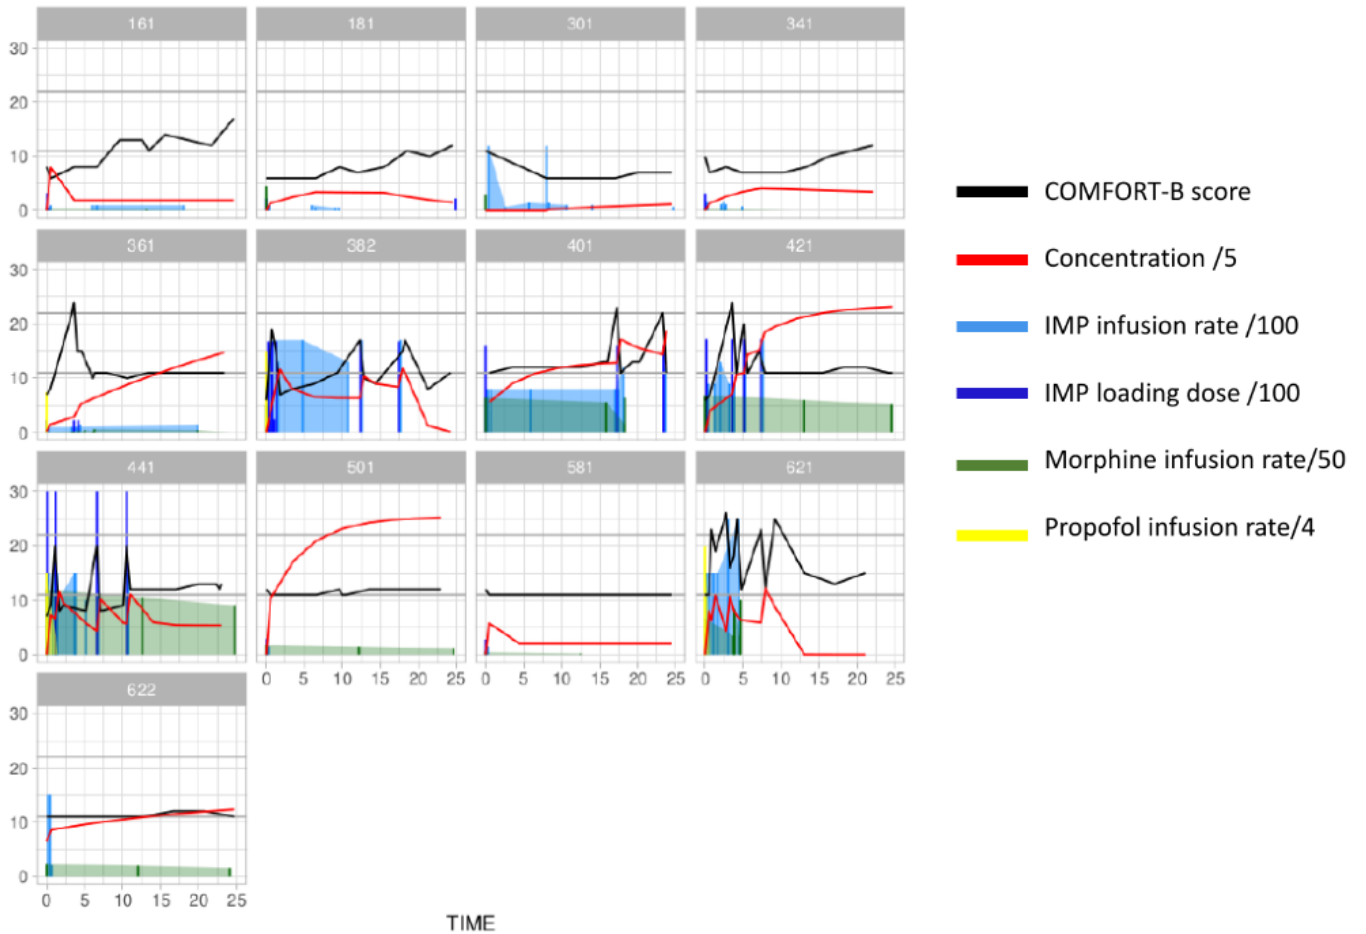 161 181 301 341
30
20
10
0
COMFORT-B score
Concentration /5
IMP infusion rate /100
IMP loading dose /100
Morphine infusion rate/50
Propofol infusion rate/4
361 382 401 421
30
20
10
0
441 501 581 621
30
20
10
0
0 5 10 15 20 25 0 5 10 15 20 25 0 5 10 15 20 25
622
30
20
10
0
0 5 10 15 20 25
TIME